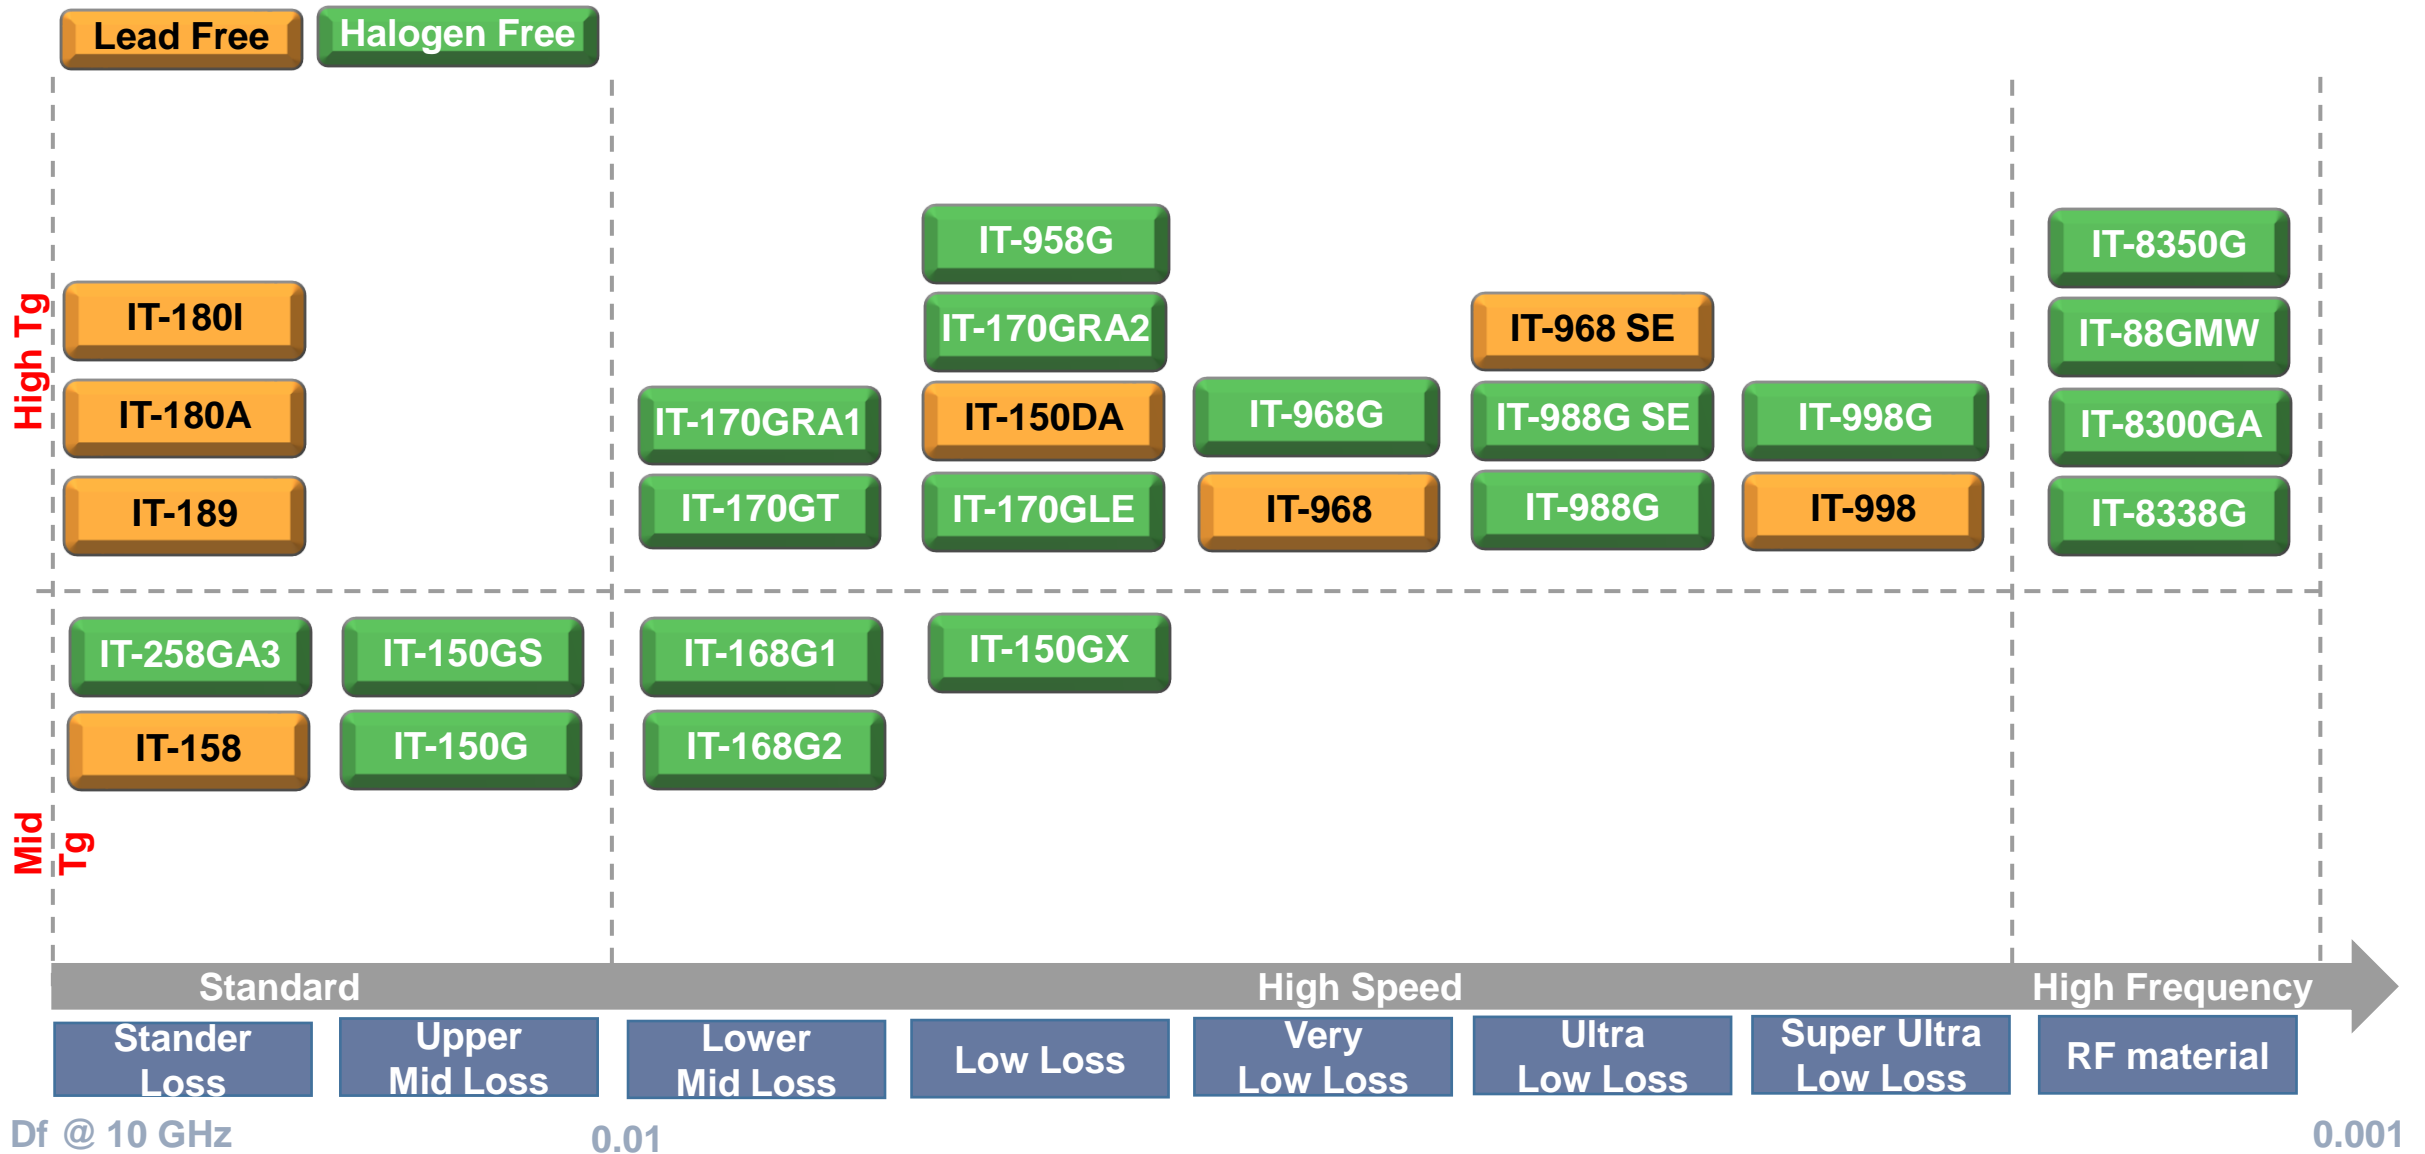 Lead Free
Halogen Free
High Tg
IT-958G
IT-8350G
IT-180I
IT-170GRA2
IT-968 SE
IT-88GMW
IT-180A
IT-170GRA1
IT-150DA
IT-968G
IT-988G SE
IT-998G
IT-8300GA
IT-189
IT-170GT
IT-170GLE
IT-968
IT-988G
IT-998
IT-8338G
Mid
Tg
IT-258GA3
IT-150GS
IT-168G1
IT-150GX
IT-158
IT-150G
IT-168G2
Standard
High Speed
High Frequency
Stander
Loss
Upper
Mid Loss
Lower
Mid Loss
Low Loss
Very
Low Loss
Ultra
Low Loss
Super Ultra
Low Loss
RF material
Df @ 10 GHz
0.01
0.001